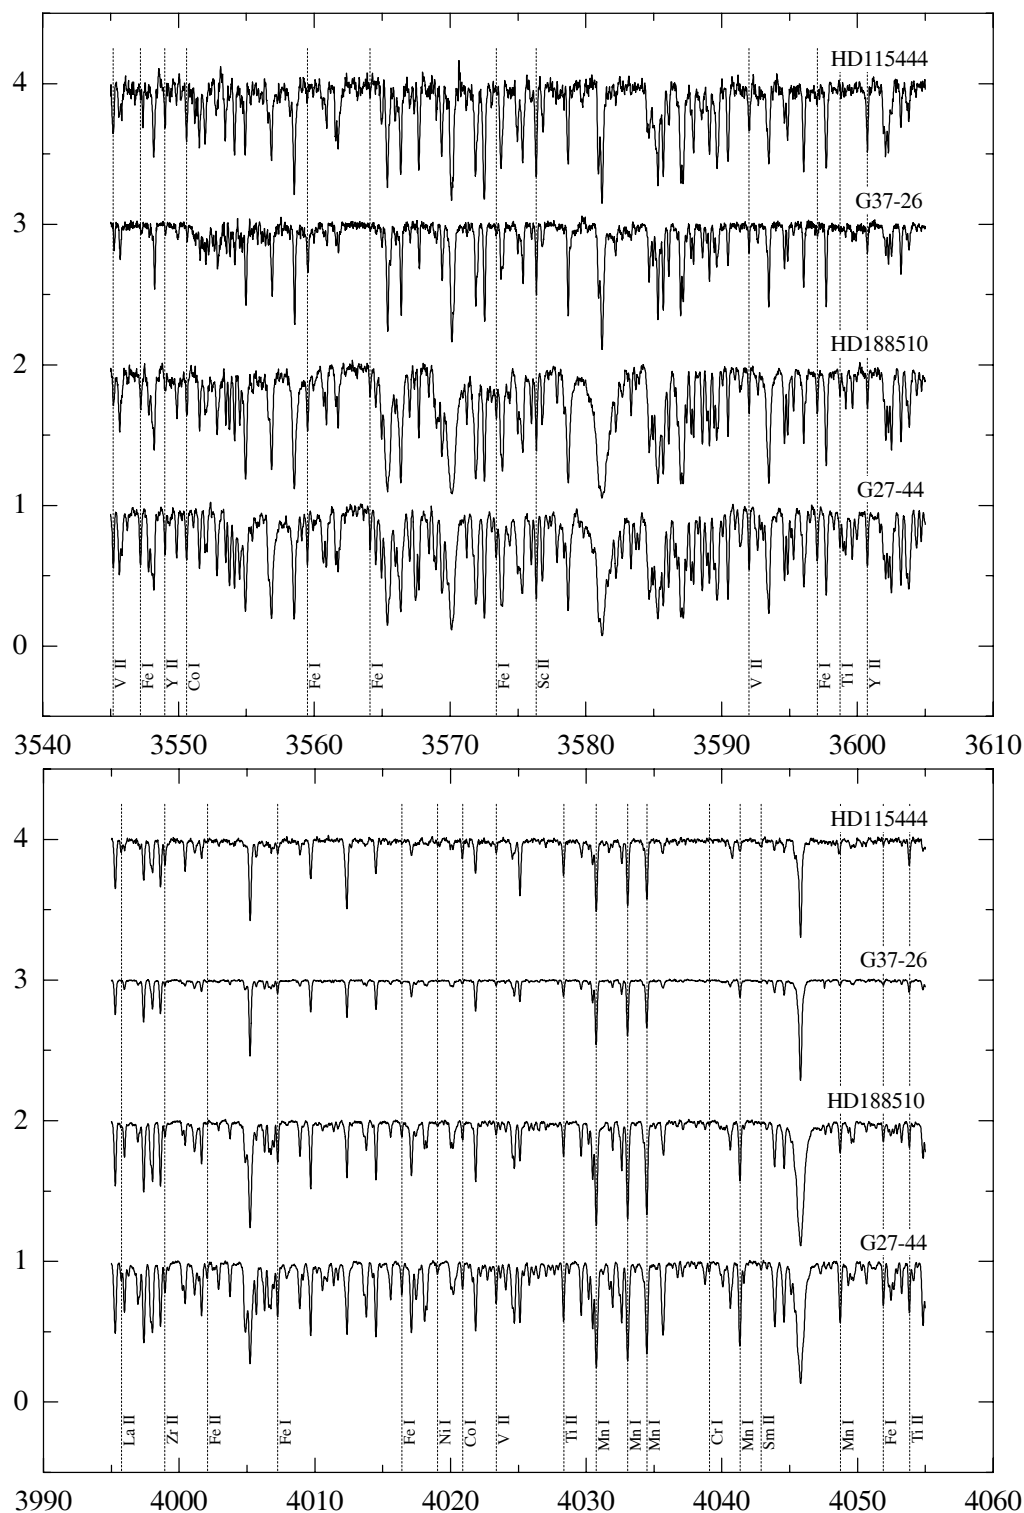 4
HD115444
3
G37-26
2
HD188510
1
G27-44
0
V II
Fe I
Y II
Co I
Fe I
Fe I
Fe I
Sc II
V II
Fe I
Ti I
Y II
3540 3550 3560 3570 3580 3590 3600 3610
4
HD115444
3
G37-26
2
HD188510
1
G27-44
0
La II
Zr II
Fe II
Fe I
Fe I
Ni I
Co I
V II
Ti II
Mn I
Mn I
Mn I
Cr I
Mn I
Sm II
Mn I
Fe I
Ti II
3990 4000 4010 4020 4030 4040 4050 4060